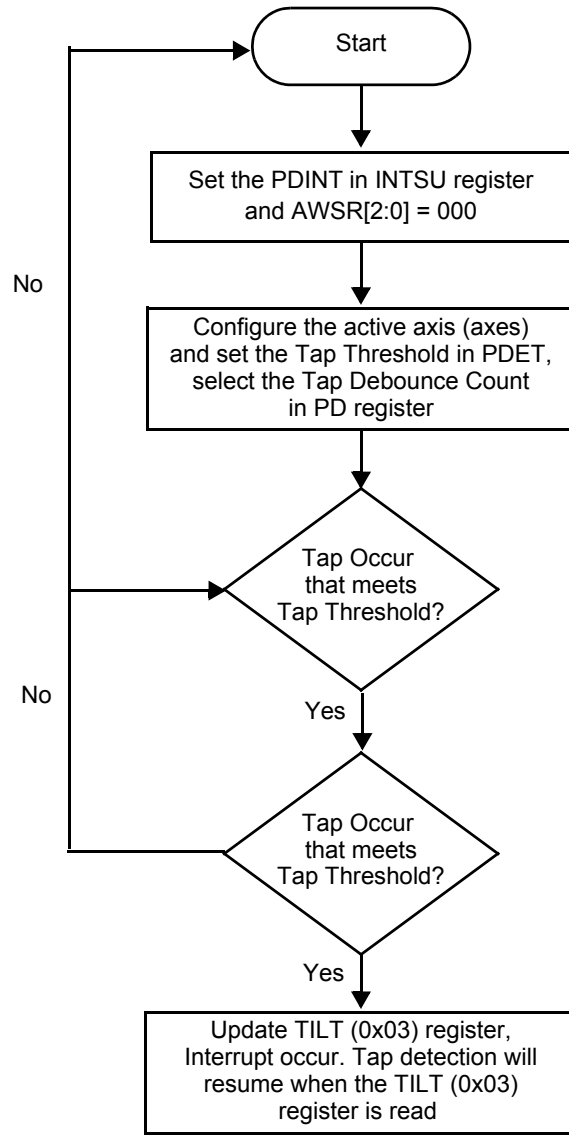 Start
Set the PDINT in INTSU register
and AWSR[2:0] = 000
No
Configure the active axis (axes)
and set the Tap Threshold in PDET,
select the Tap Debounce Count
in PD register
Tap Occur
that meets
Tap Threshold?
No
Yes
Tap Occur
that meets
Tap Threshold?
Yes
Update TILT (0x03) register,
Interrupt occur. Tap detection will
resume when the TILT (0x03)
register is read